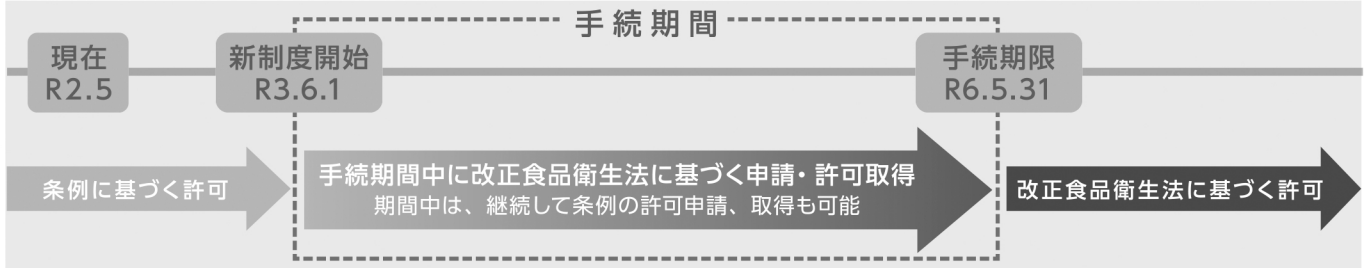 手続期間
現在
R2.5
新制度開始
R3.6.1
手続期限
R6.5.31
条例に基づく許可
手続期間中に改正食品衛生法に基づく申請・許可取得
期間中は、継続して条例の許可申請、取得も可能
改正食品衛生法に基づく許可